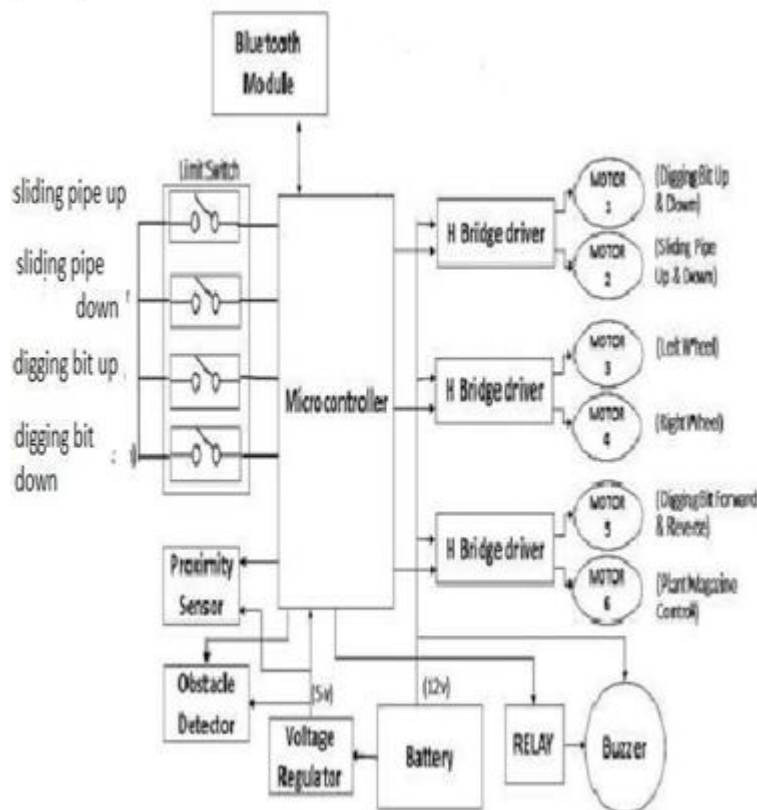 Bluetooth
Module
Limit Switch
sliding pipe up
sliding pipe
down
digging bit up
digging bit
down
Microcontroller
H Bridge driver
MOTOR
1
(Digging Bit Up
& Down)
MOTOR
2
(Sliding Pipe
Up & Down)
H Bridge driver
MOTOR
3
(Left Wheel)
MOTOR
4
(Right Wheel)
H Bridge driver
MOTOR
5
(Digging Bit Forward
& Reverse)
MOTOR
6
(Plant Magazine
Control)
Proximity
Sensor
Obstacle
Detector
(5v)
Voltage
Regulator
(12v)
Battery
RELAY
Buzzer